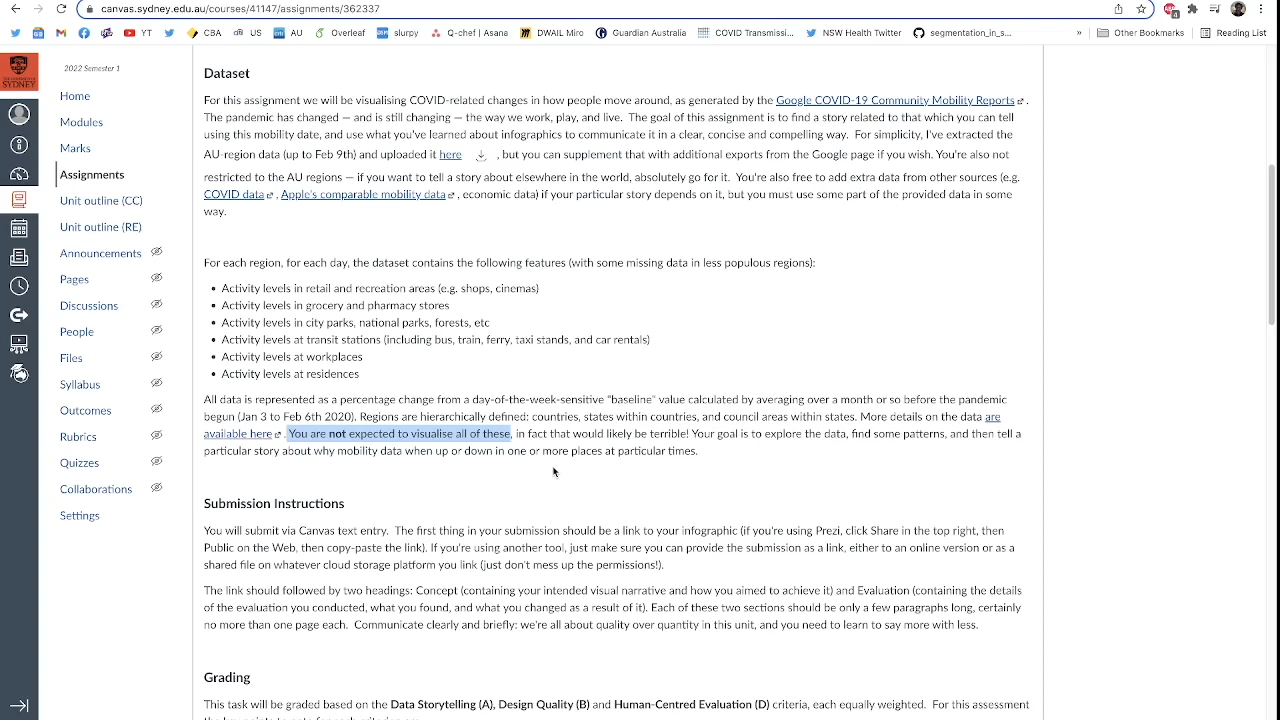 canvas.sydney.edu.au/courses/41147/assignments/362337
YT
CBA
US
AU
Overleaf
slurpy
Q-chef | Asana
DWAIL Miro
Guardian Australia
COVID Transmissi...
NSW Health Twitter
segmentation_in_s...
»
Other Bookmarks
Reading List
THE UNIVERSITY OF
SYDNEY
2022 Semester 1
Home
Modules
Marks
Assignments
Unit outline (CC)
Unit outline (RE)
Announcements
Pages
Discussions
People
Files
Syllabus
Outcomes
Rubrics
Quizzes
Collaborations
Settings
Dataset
For this assignment we will be visualising COVID-related changes in how people move around, as generated by the Google COVID-19 Community Mobility Reports .
The pandemic has changed — and is still changing — the way we work, play, and live. The goal of this assignment is to find a story related to that which you can tell
using this mobility date, and use what you've learned about infographics to communicate it in a clear, concise and compelling way. For simplicity, I've extracted the
AU-region data (up to Feb 9th) and uploaded it here , but you can supplement that with additional exports from the Google page if you wish. You're also not
restricted to the AU regions — if you want to tell a story about elsewhere in the world, absolutely go for it. You're also free to add extra data from other sources (e.g.
COVID data , Apple's comparable mobility data , economic data) if your particular story depends on it, but you must use some part of the provided data in some
way.
For each region, for each day, the dataset contains the following features (with some missing data in less populous regions):
• Activity levels in retail and recreation areas (e.g. shops, cinemas)
• Activity levels in grocery and pharmacy stores
• Activity levels in city parks, national parks, forests, etc
• Activity levels at transit stations (including bus, train, ferry, taxi stands, and car rentals)
• Activity levels at workplaces
• Activity levels at residences
All data is represented as a percentage change from a day-of-the-week-sensitive "baseline" value calculated by averaging over a month or so before the pandemic
begun (Jan 3 to Feb 6th 2020). Regions are hierarchically defined: countries, states within countries, and council areas within states. More details on the data are
available here . You are not expected to visualise all of these, in fact that would likely be terrible! Your goal is to explore the data, find some patterns, and then tell a
particular story about why mobility data when up or down in one or more places at particular times.
Submission Instructions
You will submit via Canvas text entry. The first thing in your submission should be a link to your infographic (if you're using Prezi, click Share in the top right, then
Public on the Web, then copy-paste the link). If you're using another tool, just make sure you can provide the submission as a link, either to an online version or as a
shared file on whatever cloud storage platform you link (just don't mess up the permissions!).
The link should followed by two headings: Concept (containing your intended visual narrative and how you aimed to achieve it) and Evaluation (containing the details
of the evaluation you conducted, what you found, and what you changed as a result of it). Each of these two sections should be only a few paragraphs long, certainly
no more than one page each. Communicate clearly and briefly: we're all about quality over quantity in this unit, and you need to learn to say more with less.
Grading
This task will be graded based on the Data Storytelling (A), Design Quality (B) and Human-Centred Evaluation (D) criteria, each equally weighted. For this assessment